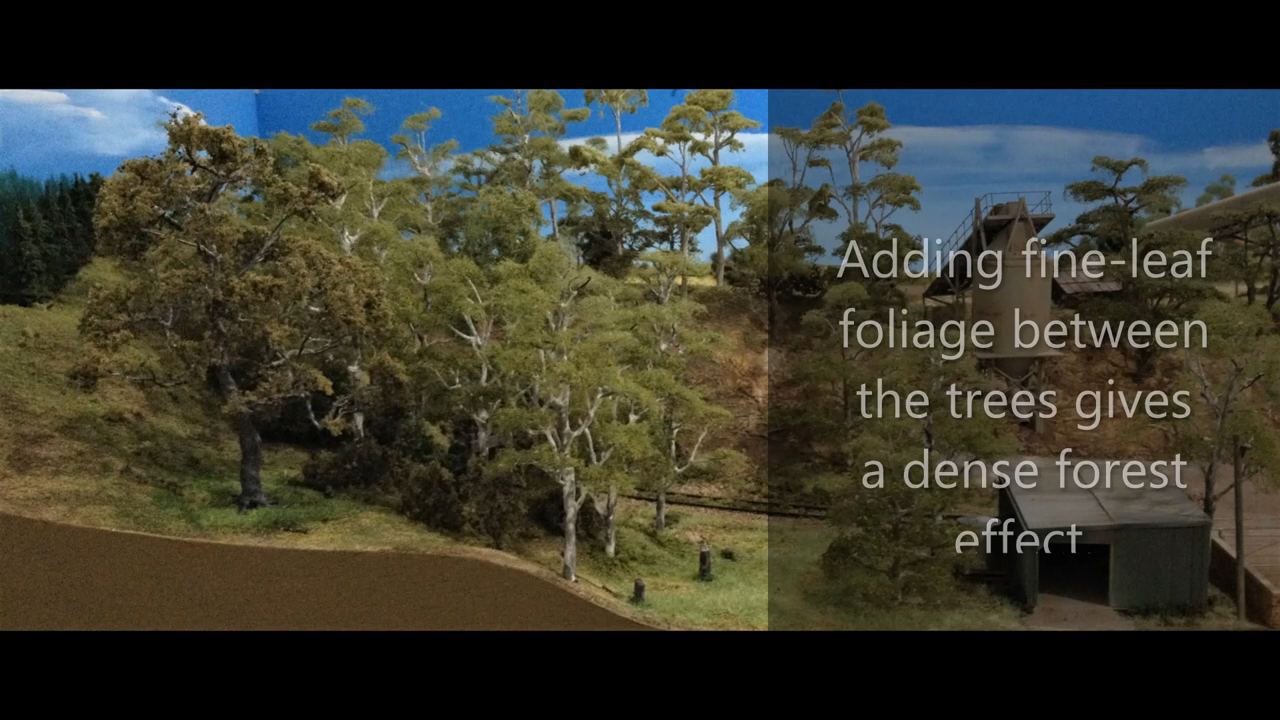 Adding fine-leaf
foliage between
the trees gives
a dense forest
effect